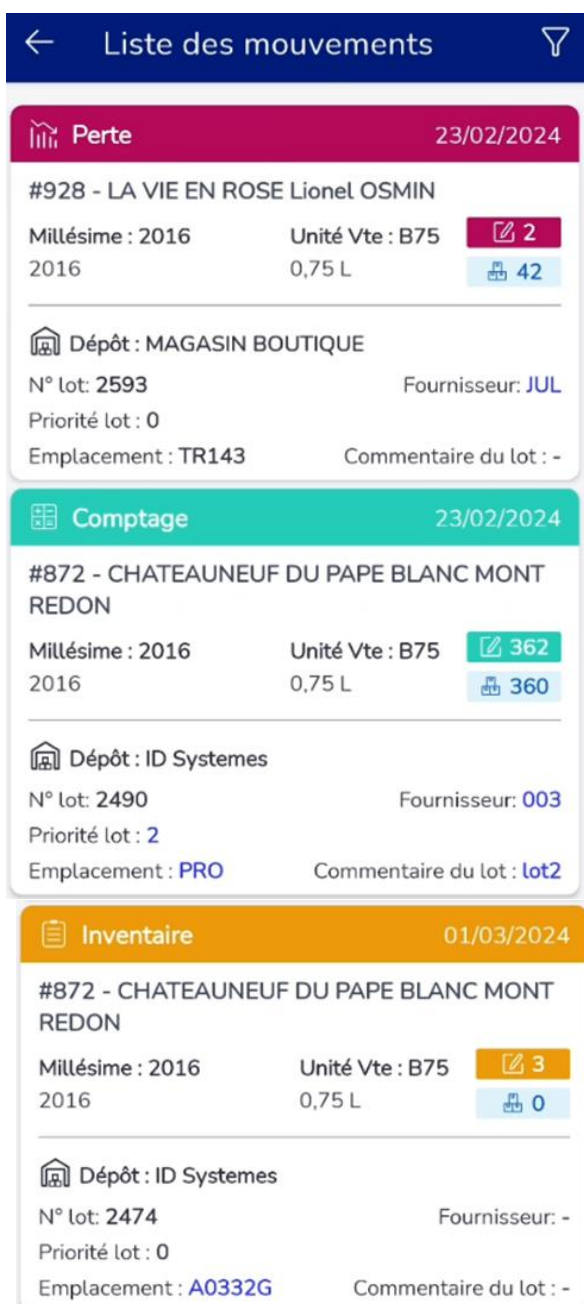 Liste des mouvements
Perte 23/02/2024
#928 - LA VIE EN ROSE Lionel OSMIN
Millésime : 2016 Unité Vte : B75 2
2016 0,75 L 42
Dépôt : MAGASIN BOUTIQUE
N° lot: 2593 Fournisseur: JUL
Priorité lot : 0
Emplacement : TR143 Commentaire du lot : -
Comptage 23/02/2024
#872 - CHATEAUNEUF DU PAPE BLANC MONT
REDON
Millésime : 2016 Unité Vte : B75 362
2016 0,75 L 360
Dépôt : ID Systemes
N° lot: 2490 Fournisseur: 003
Priorité lot : 2
Emplacement : PRO Commentaire du lot : lot2
Inventaire 01/03/2024
#872 - CHATEAUNEUF DU PAPE BLANC MONT
REDON
Millésime : 2016 Unité Vte : B75 3
2016 0,75 L 0
Dépôt : ID Systemes
N° lot: 2474 Fournisseur: -
Priorité lot : 0
Emplacement : A0332G Commentaire du lot : -